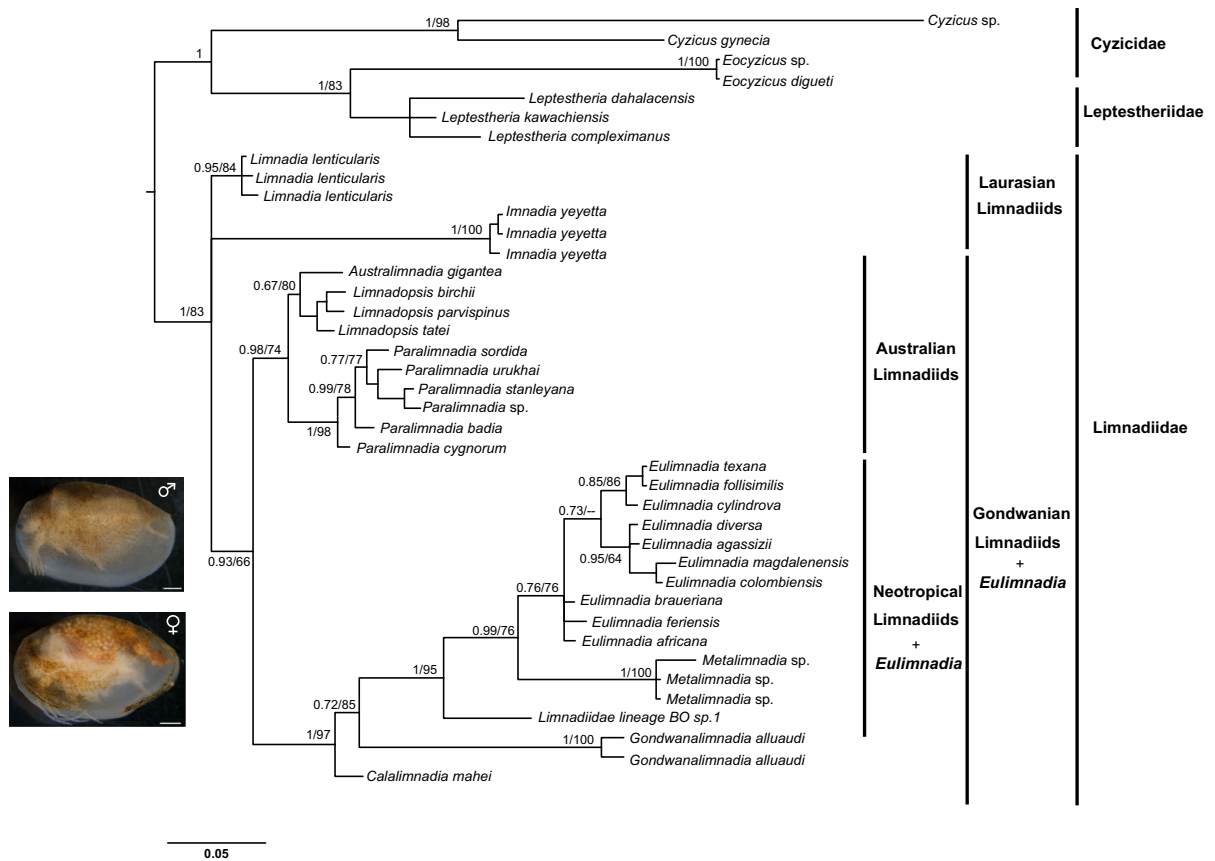 1/98
Cyzicus sp.
Cyzicus gynecia
1
1/100
Eocyzicus sp.
Eocyzicus digueti
1/83
Leptestheria dahalacensis
Leptestheria kawachiensis
Leptestheria compleximanus
Cyzicidae
Leptestheriidae
0.95/84
Limnadia lenticularis
Limnadia lenticularis
Limnadia lenticularis
Imnadia yeyetta
1/100
Imnadia yeyetta
Imnadia yeyetta
Laurasian
Limnadiids
1/83
Australimnadia gigantea
0.67/80
Limnadopsis birchii
Limnadopsis parvispinus
Limnadopsis tatei
0.98/74
Paralimnadia sordida
0.77/77
Paralimnadia urukhai
0.99/78
Paralimnadia stanleyana
Paralimnadia sp.
Paralimnadia badia
1/98
Paralimnadia cygnorum
Australian
Limnadiids
Limnadiidae
Eulimnadia texana
0.85/86
Eulimnadia follisimilis
Eulimnadia cylindrova
0.73/--
Eulimnadia diversa
Eulimnadia agassizii
0.95/64
Eulimnadia magdalenensis
Eulimnadia colombiensis
0.93/66
0.76/76
Eulimnadia braueriana
Eulimnadia feriensis
Eulimnadia africana
0.99/76
Metalimnadia sp.
1/100
Metalimnadia sp.
Metalimnadia sp.
1/95
Limnadiidae lineage BO sp.1
0.72/85
1/97
1/100
Gondwanalimnadia alluaudi
Gondwanalimnadia alluaudi
Calalimnadia mahei
Neotropical
Limnadiids
+
Eulimnadia
Gondwanian
Limnadiids
+
Eulimnadia
♂
♀
0.05